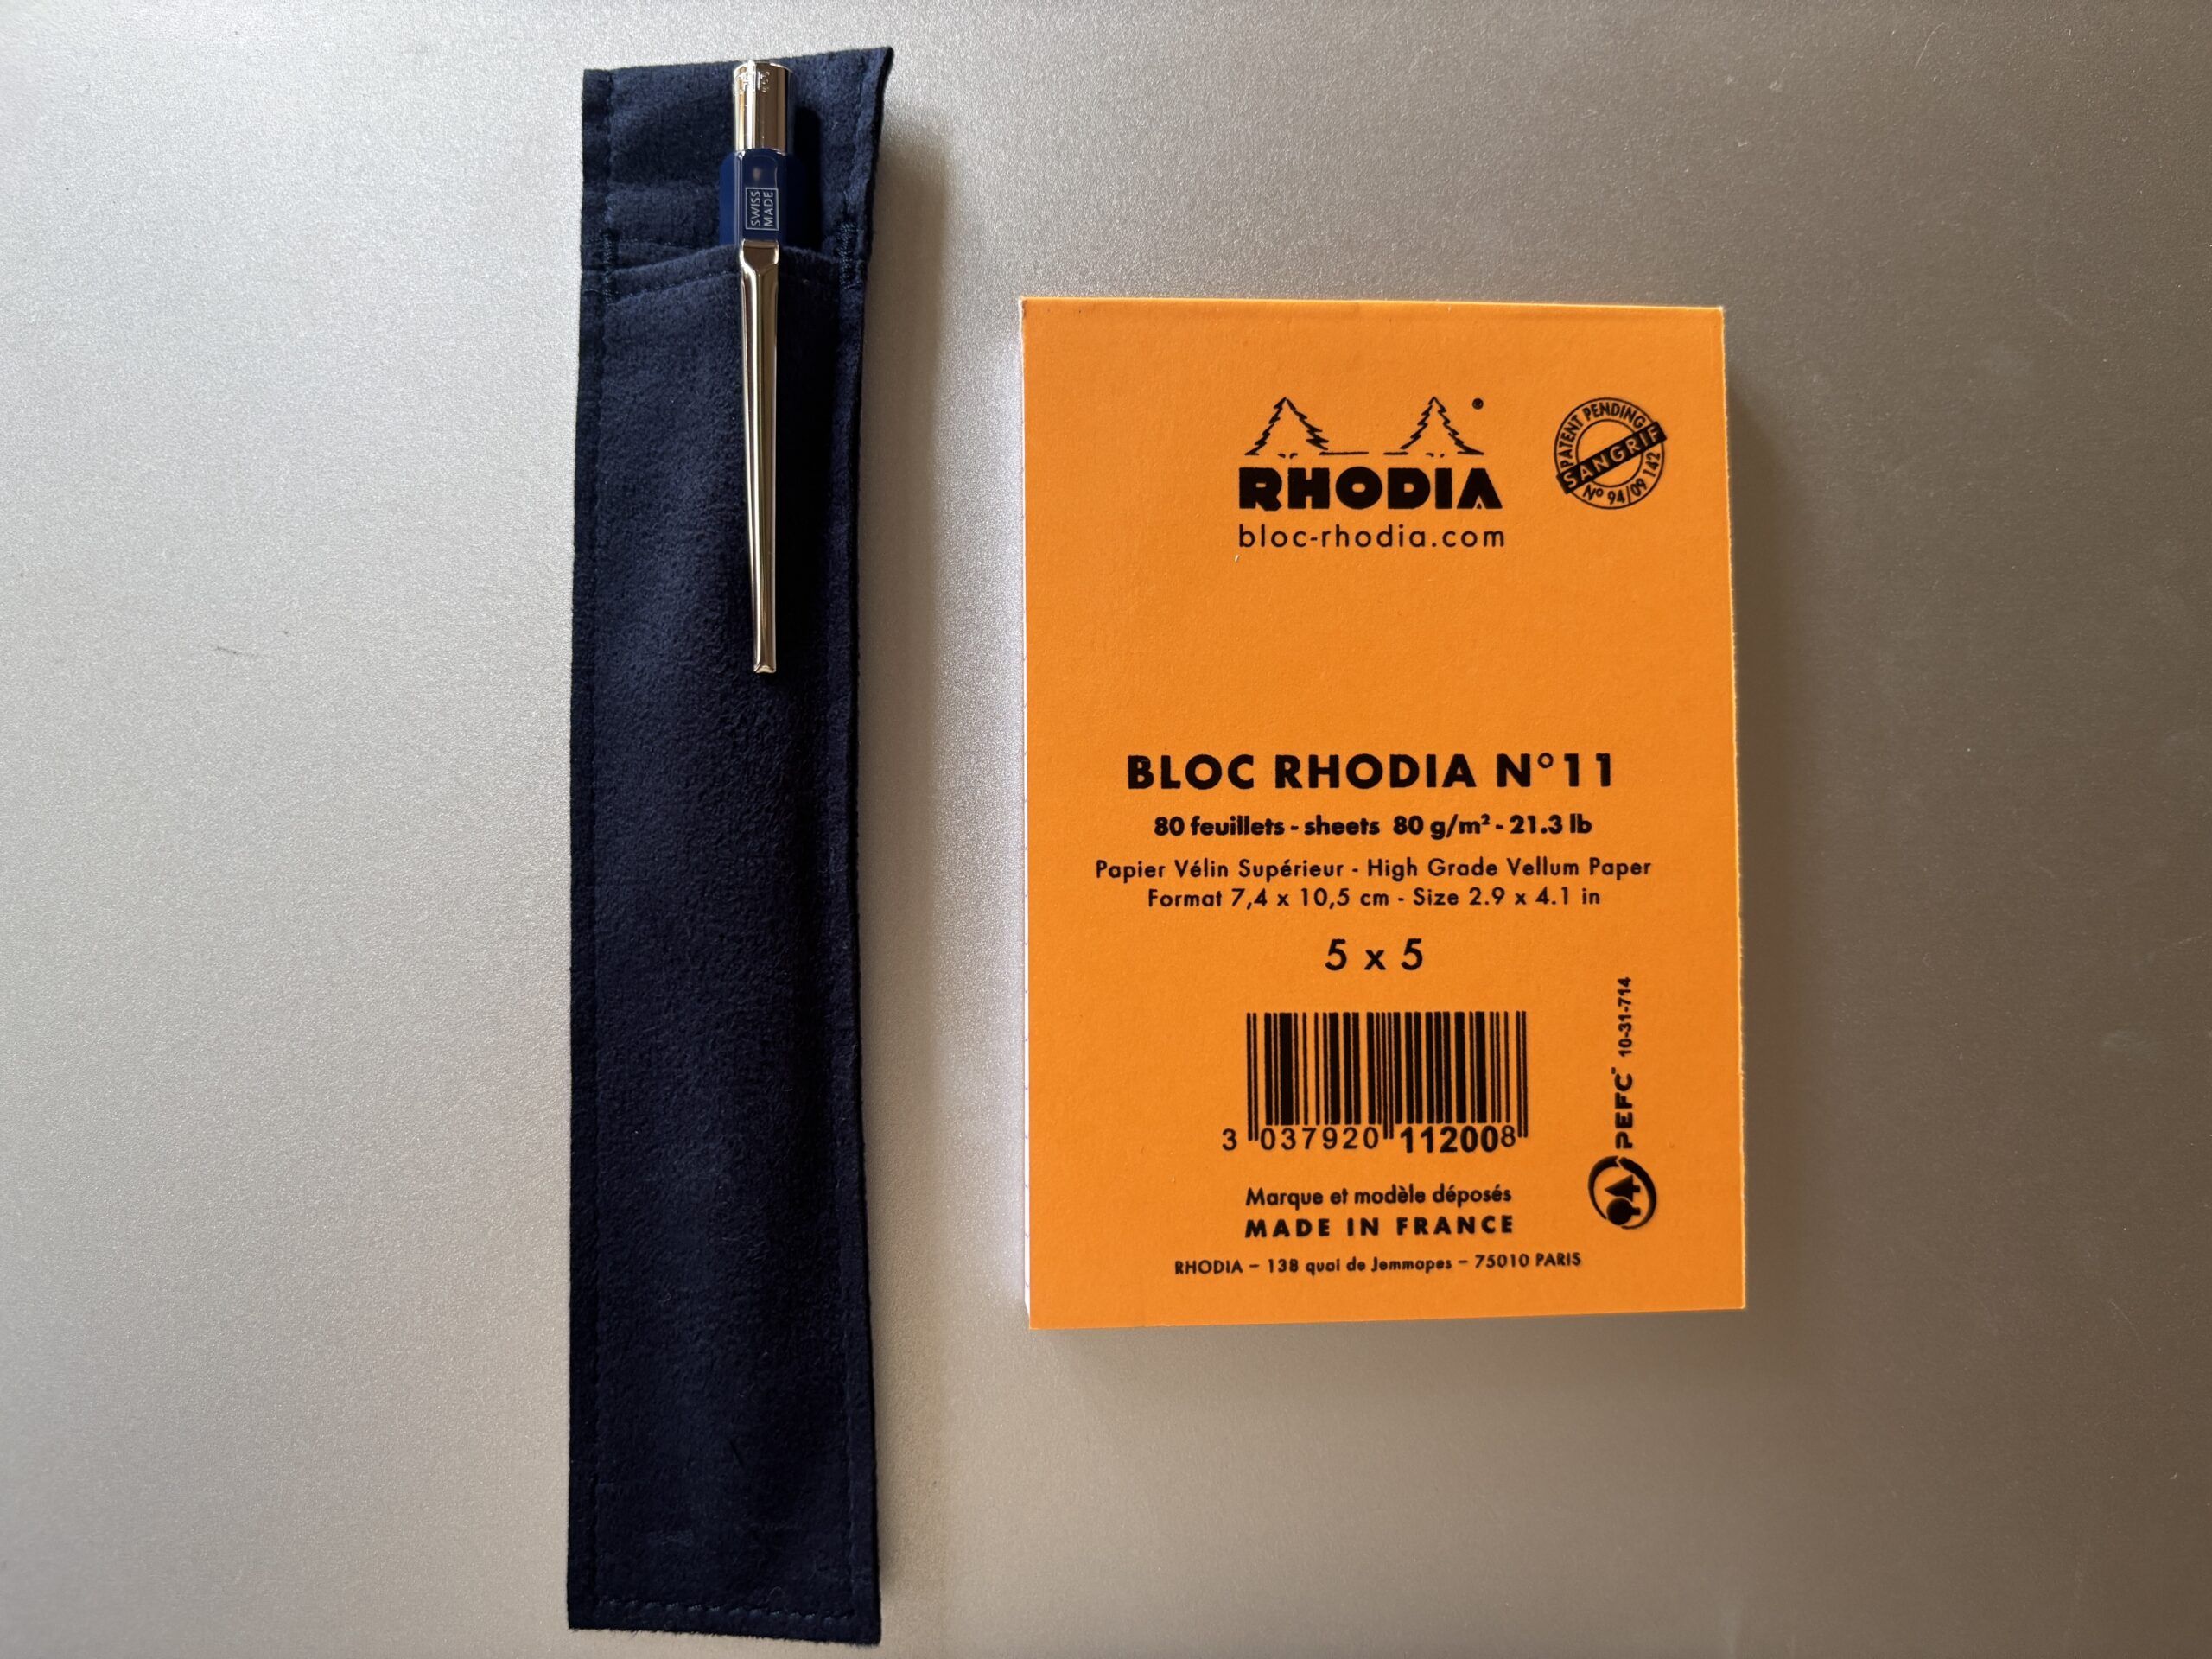 SWISS
MADE
RHODIA®
bloc-rhodia.com
PATENT PENDING
SANGRIF
N° 94/09 142
BLOC RHODIA N°11
80 feuillets - sheets 80 g/m² - 21.3 lb
Papier Vélin Supérieur - High Grade Vellum Paper
Format 7,4 x 10,5 cm - Size 2.9 x 4.1 in
5 x 5
3 037920 112008
PEFC™ 10-31-714
Marque et modèle déposés
MADE IN FRANCE
RHODIA – 138 quai de Jemmapes – 75010 PARIS